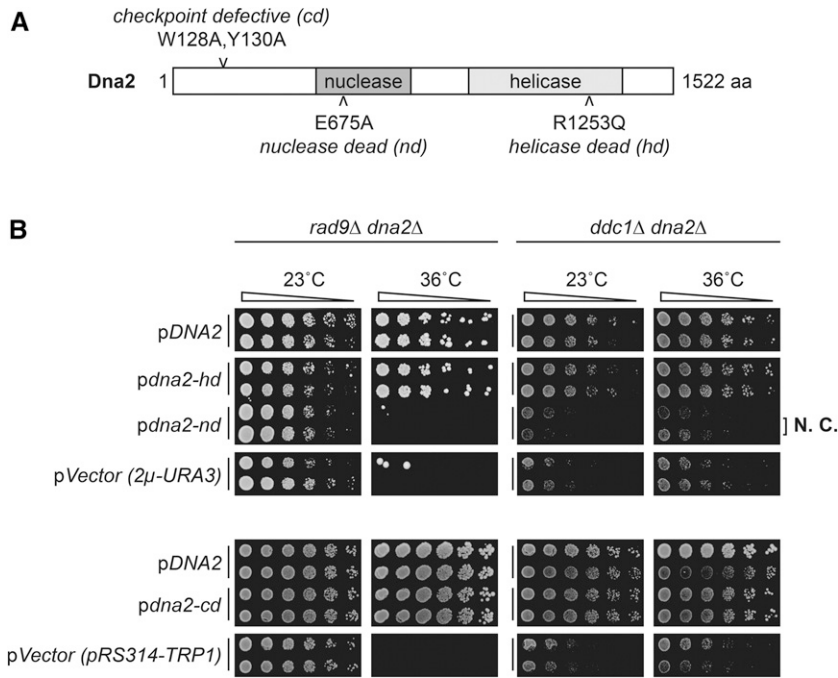 A
checkpoint defective (cd)
W128A,Y130A
v
Dna2 1 nuclease helicase 1522 aa
^ ^
E675A R1253Q
nuclease dead (nd) helicase dead (hd)
B
rad9Δ dna2Δ ddc1Δ dna2Δ
23˚C 36˚C 23˚C 36˚C
pDNA2
pdna2-hd
pdna2-nd ] N. C.
pVector (2μ-URA3)
pDNA2
pdna2-cd
pVector (pRS314-TRP1)